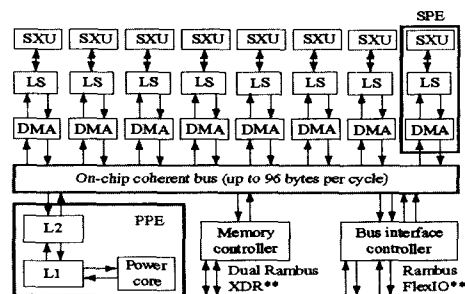 SPE
SXU SXU SXU SXU SXU SXU SXU SXU
LS LS LS LS LS LS LS LS
DMA DMA DMA DMA DMA DMA DMA DMA
On-chip coherent bus (up to 96 bytes per cycle)
PPE
L2
L1
Power
core
Memory
controller
Dual Rambus
XDR**
Bus interface
controller
Rambus
FlexIO**